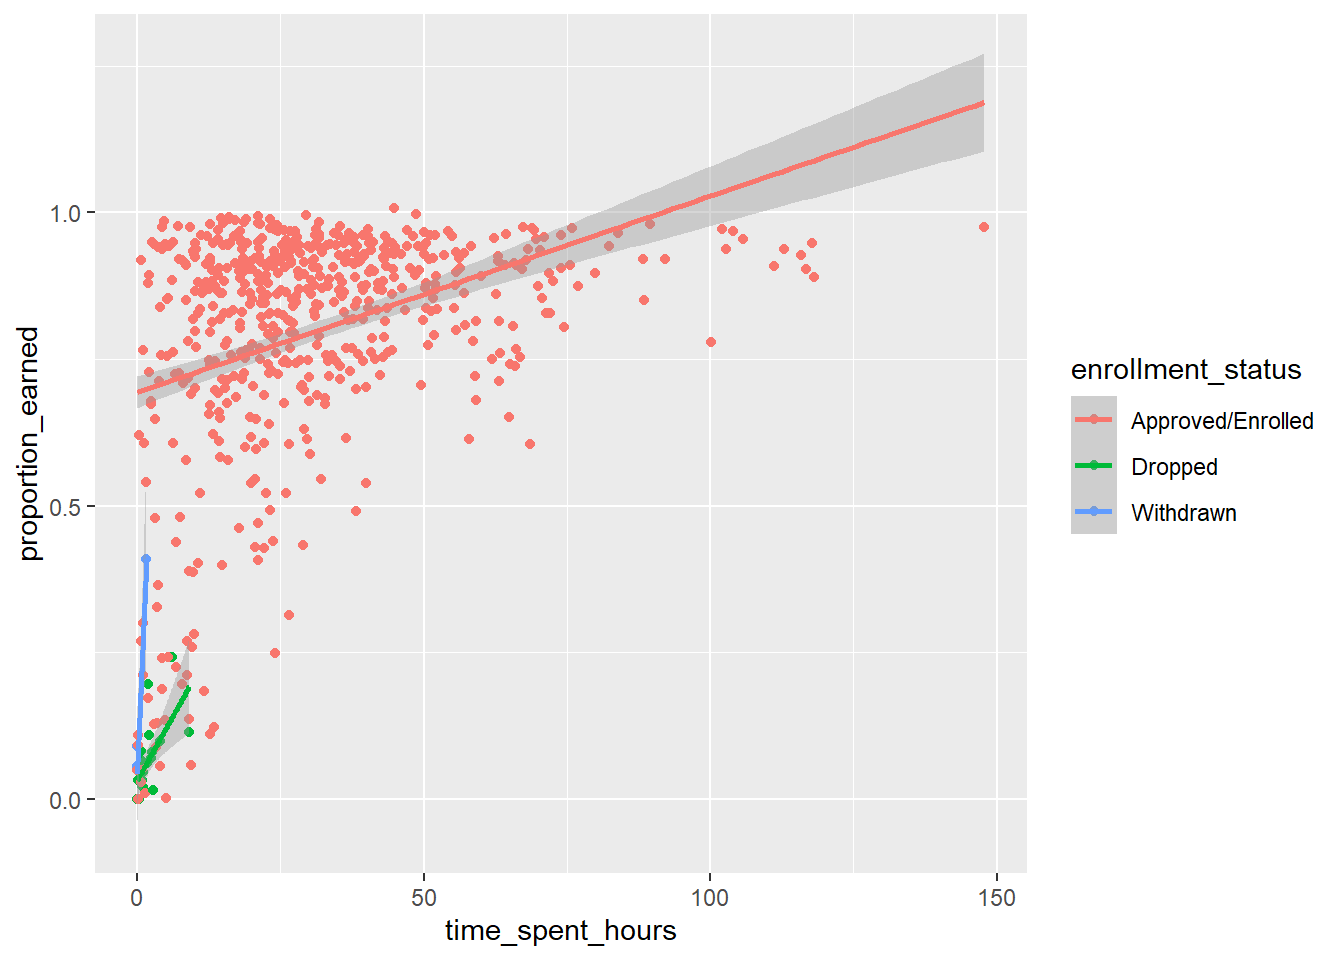 1.0
0.5
0.0
proportion_earned
0
50
100
150
time_spent_hours
enrollment_status
Approved/Enrolled
Dropped
Withdrawn